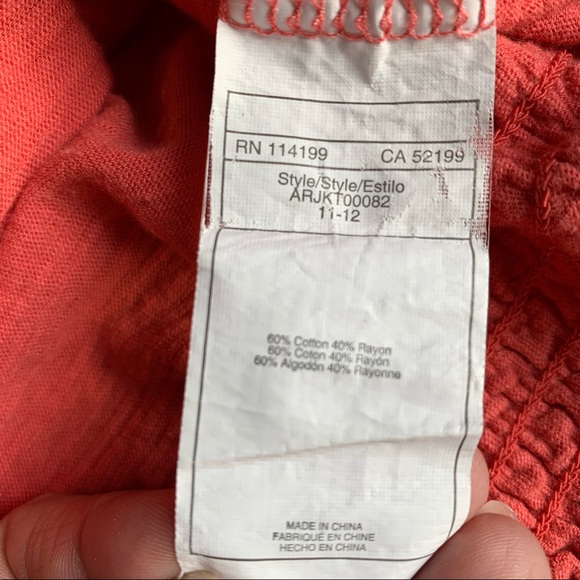 RN 114199 CA 52199
Style/Style/Estilo
ARJKT00082
11-12
60% Cotton 40% Rayon
60% Coton 40% Rayón
60% Algodón 40% Rayonne
MADE IN CHINA
FABRIQUÉ EN CHINE
HECHO EN CHINA